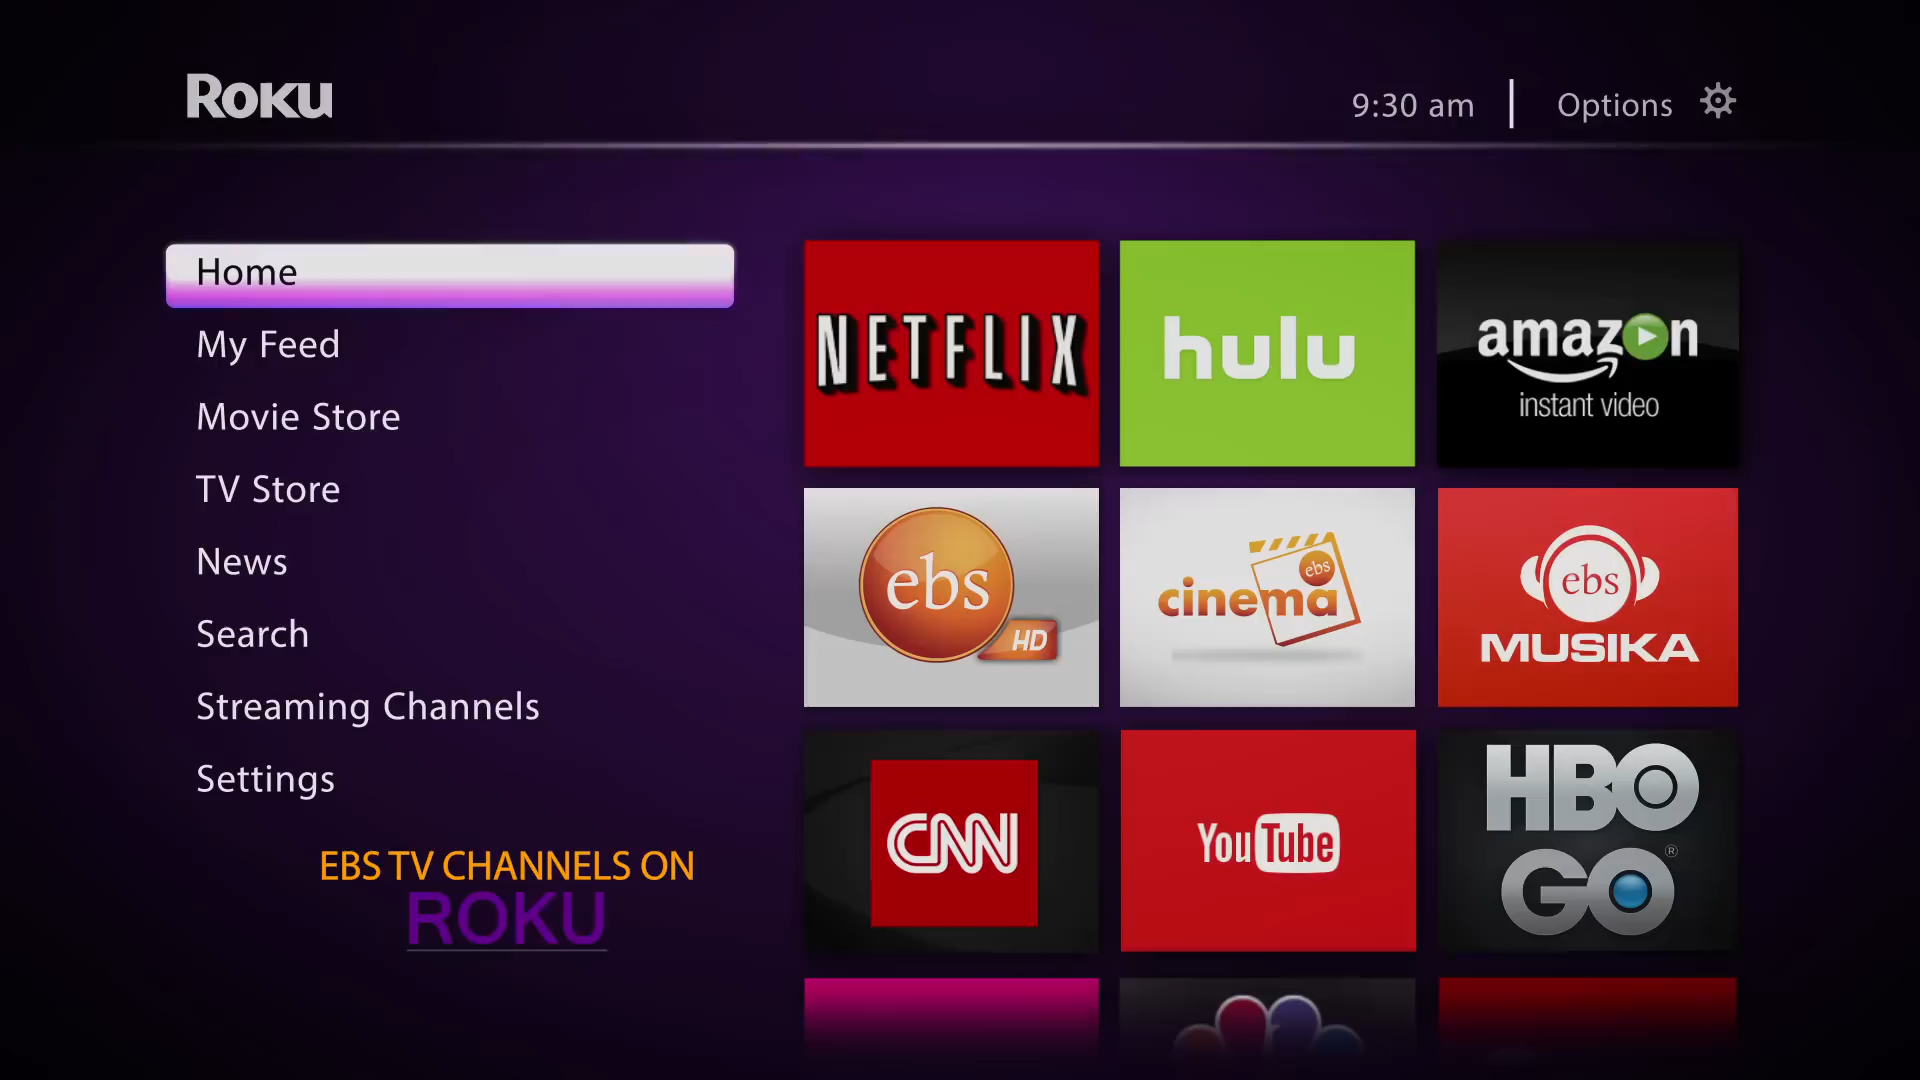 ROKU
9:30 am
Options
Home
My Feed
Movie Store
TV Store
News
Search
Streaming Channels
Settings
EBS TV CHANNELS ON
ROKU
NETFLIX
hulu
amazon
instant video
ebs
HD
ebs
cinema
ebs
MUSIKA
CNN
YouTube
HBO
GO®